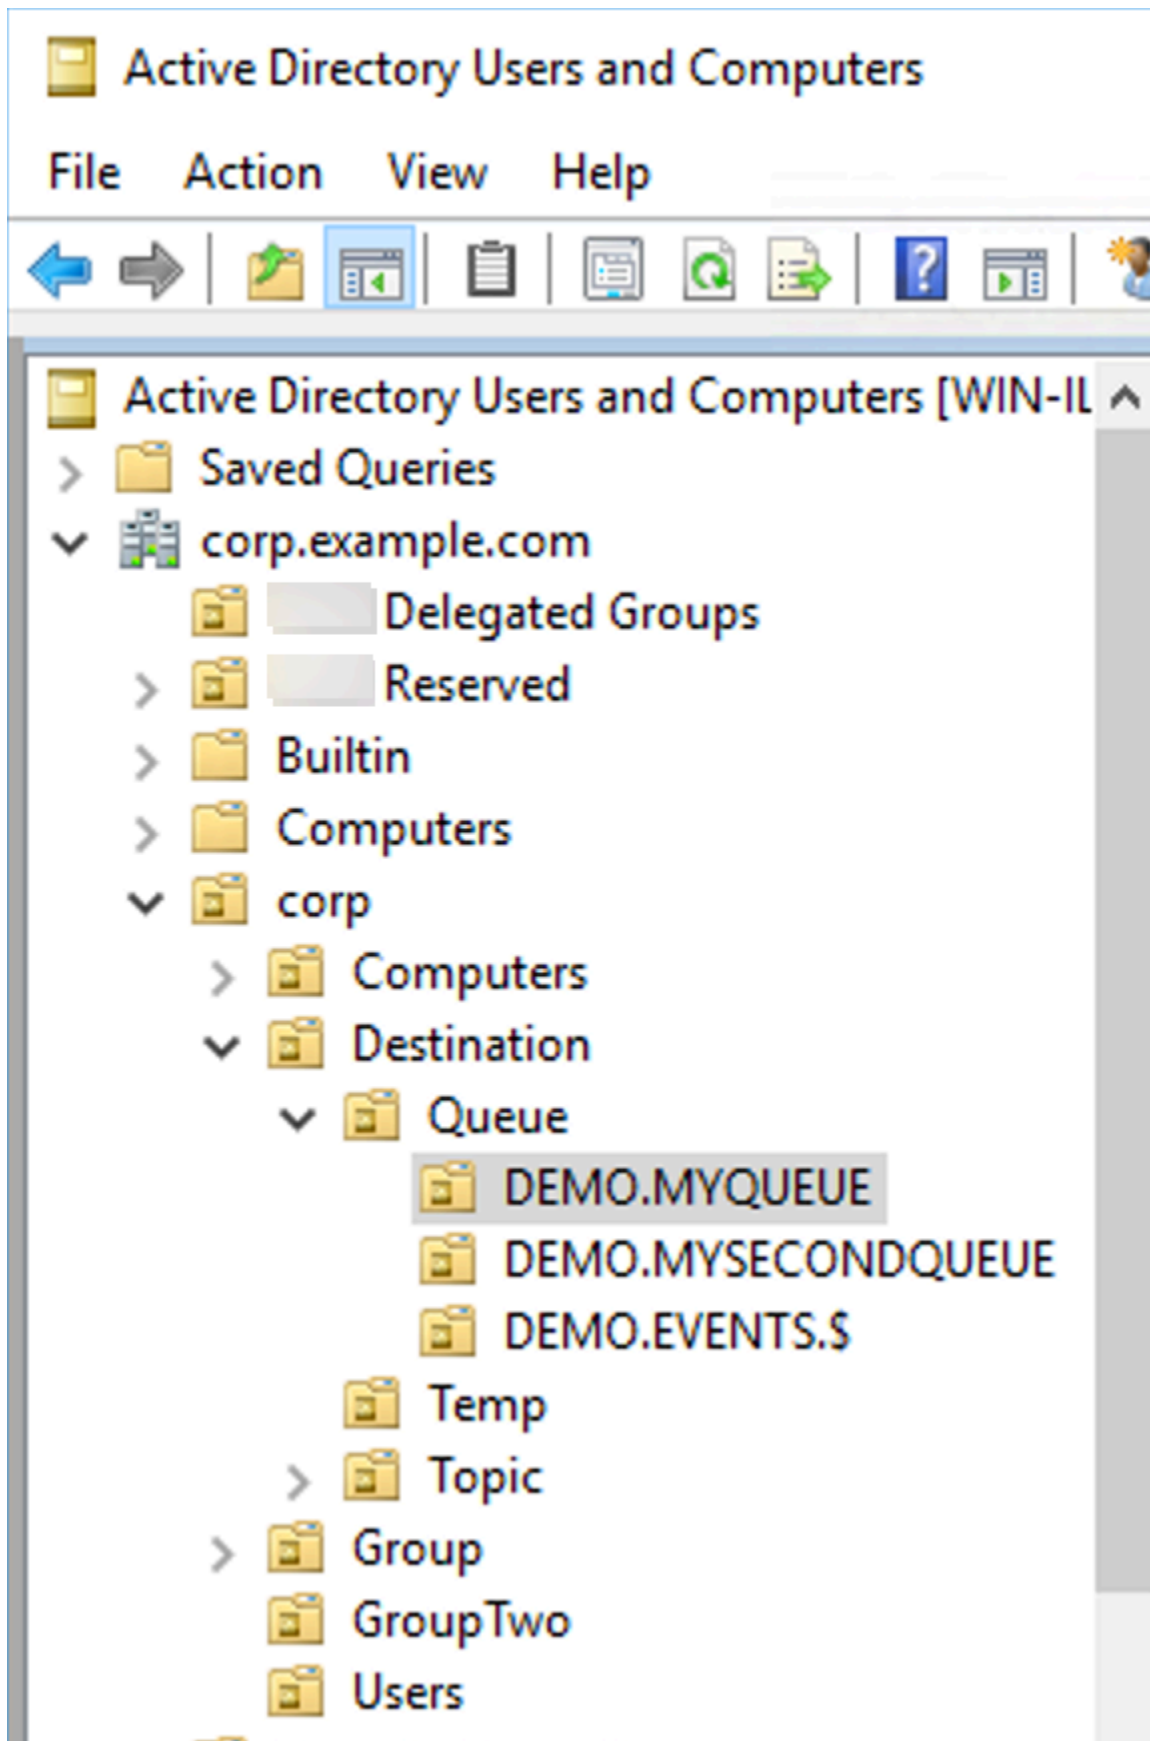 Active Directory Users and Computers
File Action View Help
Active Directory Users and Computers [WIN-IL
Saved Queries
corp.example.com
Delegated Groups
Reserved
Builtin
Computers
corp
Computers
Destination
Queue
DEMO.MYQUEUE
DEMO.MYSECONDQUEUE
DEMO.EVENTS.$
Temp
Topic
Group
GroupTwo
Users